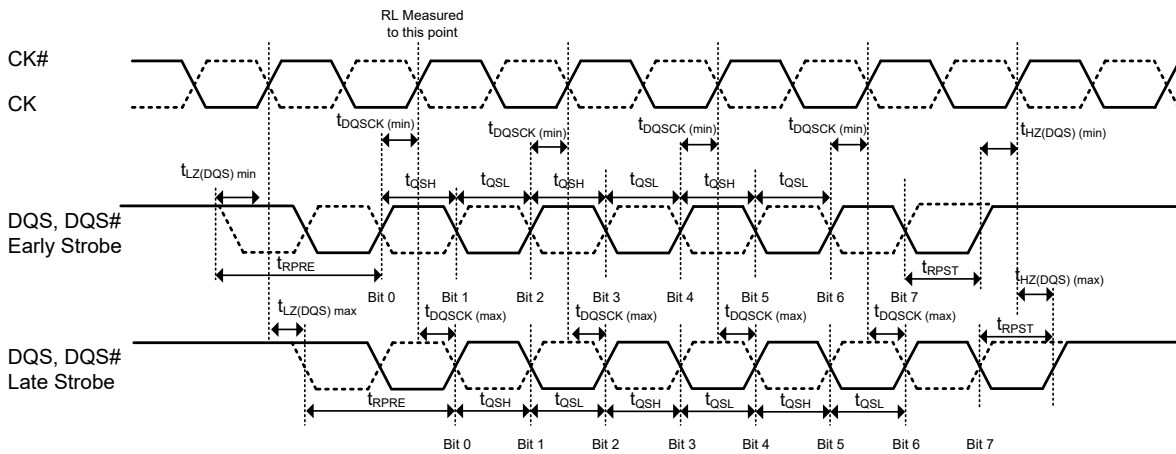 RL Measured
to this point
CK#
CK
tDQSCK (min)
tDQSCK (min)
tDQSCK (min)
tDQSCK (min)
tHZ(DQS) (min)
tLZ(DQS) min
tQSH
tQSL
tQSH
tQSL
tQSH
tQSL
DQS, DQS#
Early Strobe
tRPRE
tRPST
Bit 0
Bit 1
Bit 2
Bit 3
Bit 4
Bit 5
Bit 6
Bit 7
tHZ(DQS) (max)
tLZ(DQS) max
tDQSCK (max)
tDQSCK (max)
tDQSCK (max)
tDQSCK (max)
tRPST
DQS, DQS#
Late Strobe
tRPRE
tQSH
tQSL
tQSH
tQSL
tQSH
tQSL
Bit 0
Bit 1
Bit 2
Bit 3
Bit 4
Bit 5
Bit 6
Bit 7